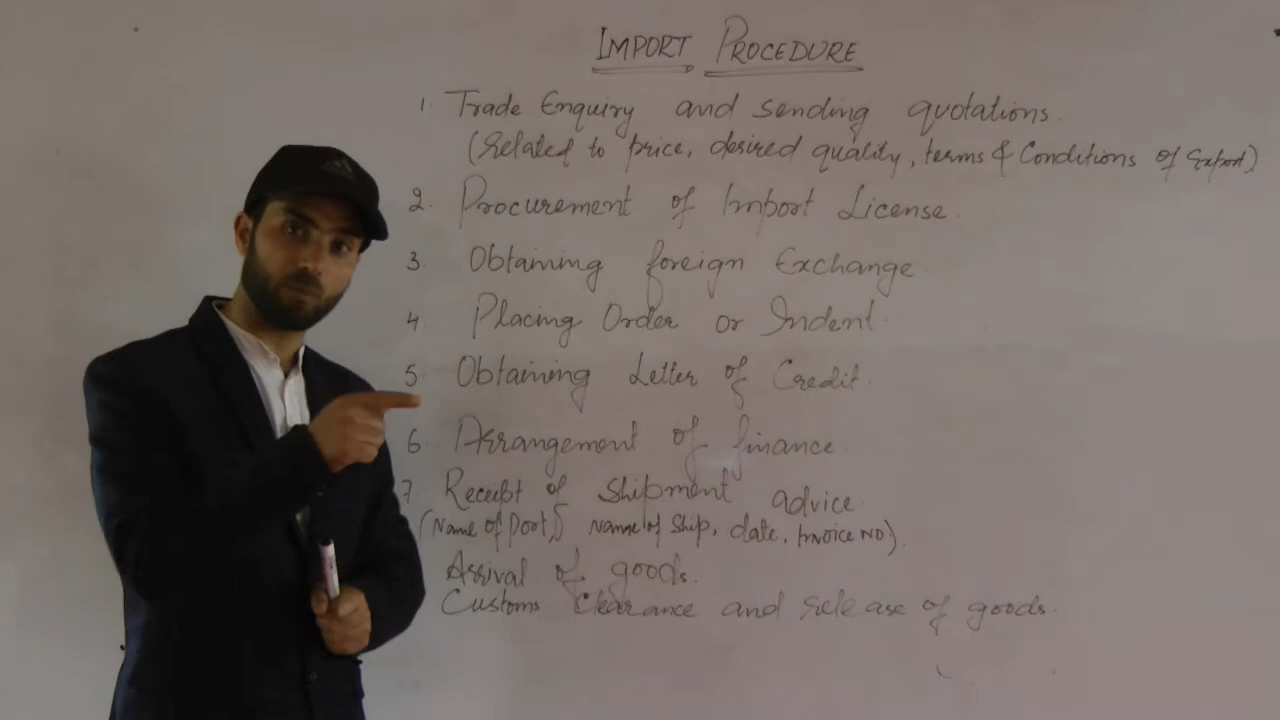 IMPORT PROCEDURE
1. Trade Enquiry and sending quotations.
(Related to price, desired quality, terms & Conditions of Export)
2. Procurement of Import License.
3. Obtaining foreign Exchange
4. Placing Order or Indent.
5. Obtaining Letter of Credit.
6. Arrangement of finance.
7 Receipt of Shipment advice.
(Name of Port, Name of Ship, date, Invoice NO).
Arrival of goods.
Customs Clearance and release of goods.